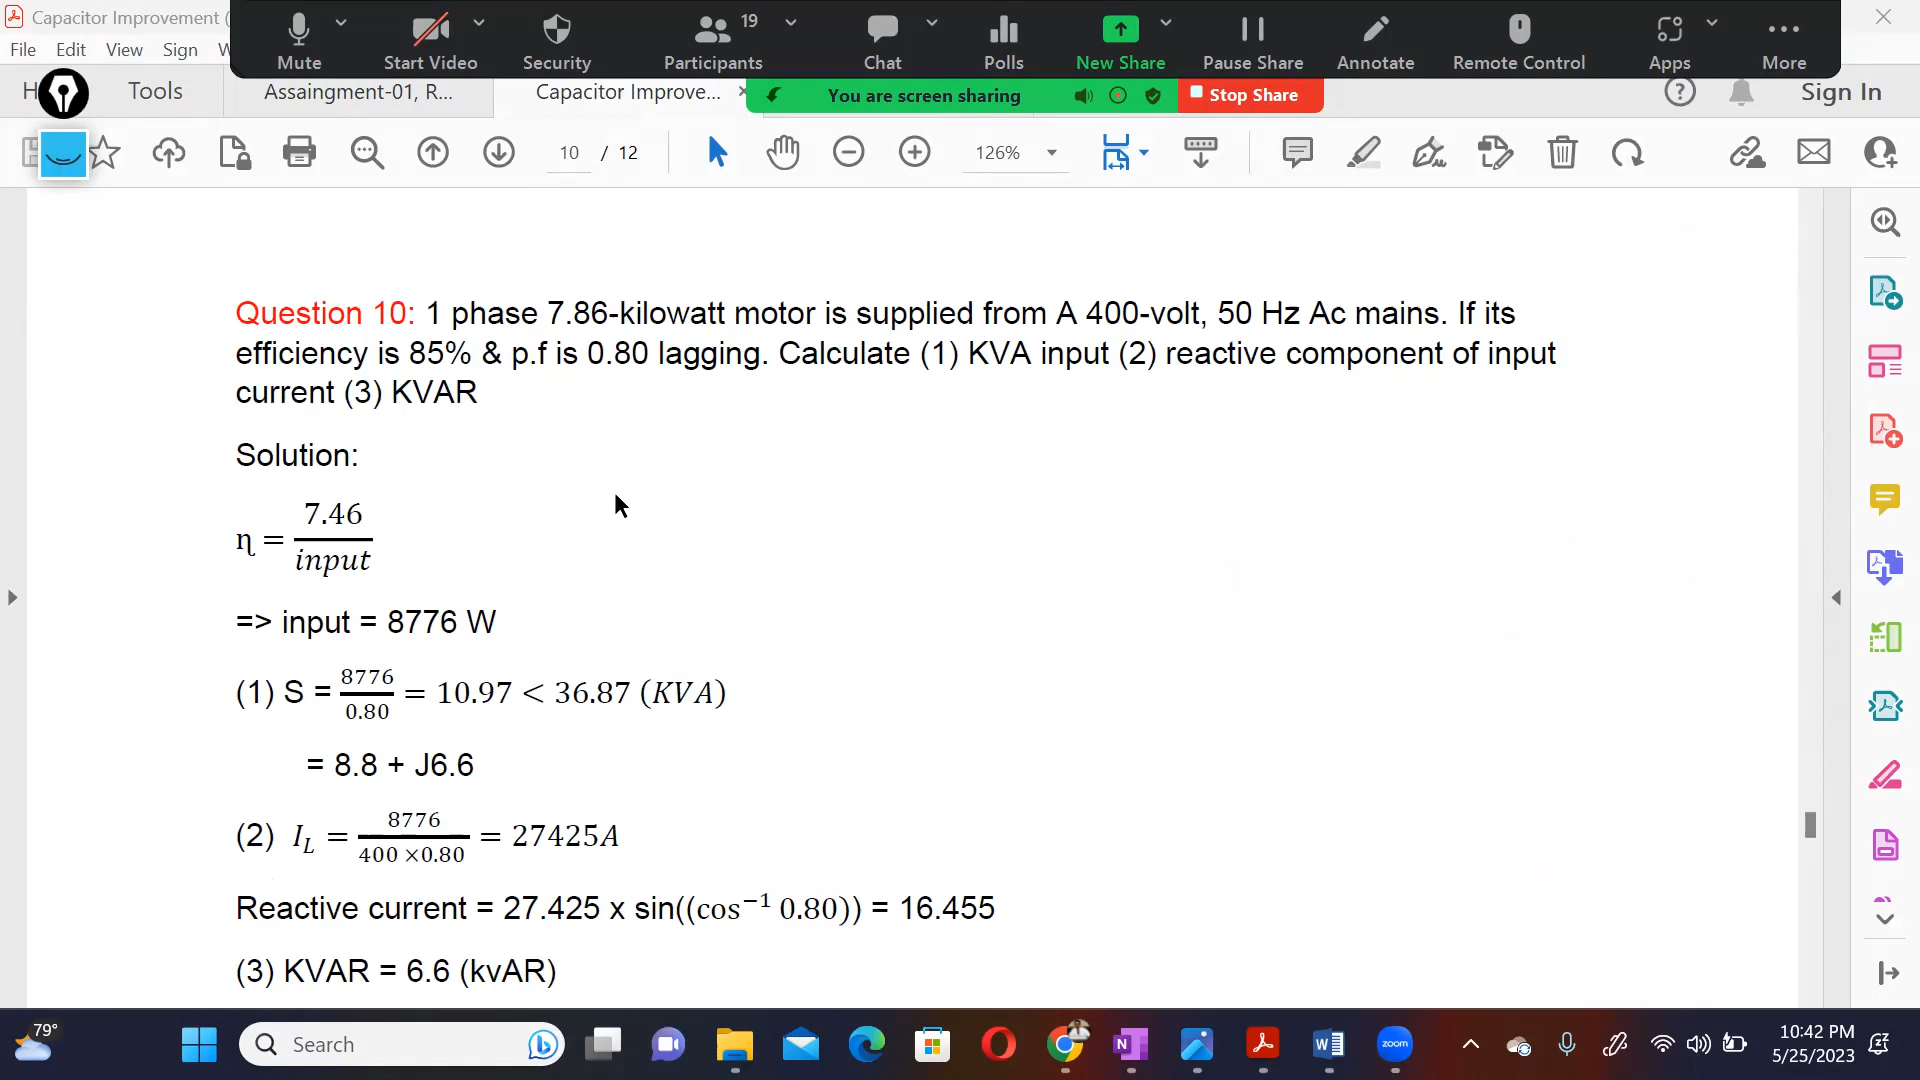 Capacitor Improvement (
Mute
Start Video
Security
19
Participants
Chat
Polls
New Share
Pause Share
Annotate
Remote Control
Apps
More
File Edit View Sign W
H
Tools
Assaingment-01, R...
Capacitor Improve...
You are screen sharing
Stop Share
Sign In
10 / 12
126%
Question 10: 1 phase 7.86-kilowatt motor is supplied from A 400-volt, 50 Hz Ac mains. If its
efficiency is 85% & p.f is 0.80 lagging. Calculate (1) KVA input (2) reactive component of input
current (3) KVAR
Solution:
η = 7.46 / input
=> input = 8776 W
(1) S = 8776 / 0.80 = 10.97 < 36.87 (KVA)
= 8.8 + J6.6
(2) I_L = 8776 / 400 ×0.80 = 27425A
Reactive current = 27.425 x sin((cos⁻¹ 0.80)) = 16.455
(3) KVAR = 6.6 (kvAR)
79°
Search
zoom
10:42 PM
5/25/2023